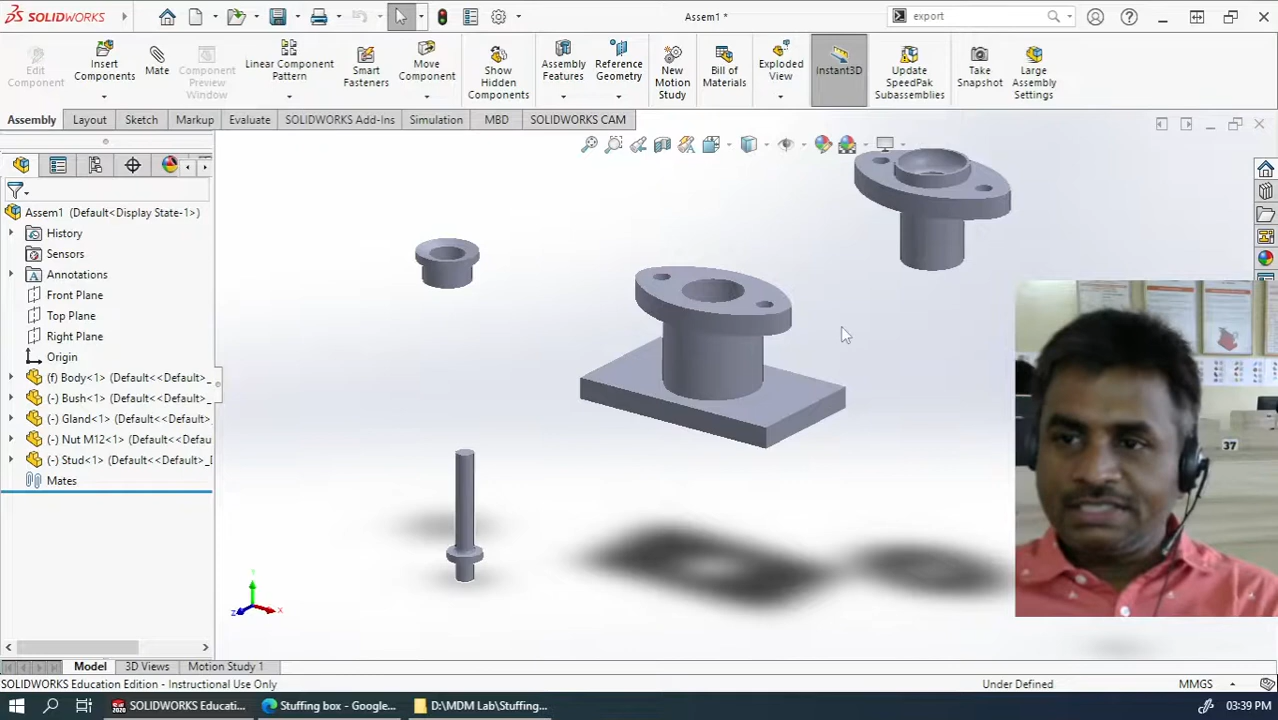 SOLIDWORKS
Assem1 *
export
Edit Component
Insert Components
Mate
Component Preview Window
Linear Component Pattern
Smart Fasteners
Move Component
Show Hidden Components
Assembly Features
Reference Geometry
New Motion Study
Bill of Materials
Exploded View
Instant3D
Update SpeedPak Subassemblies
Take Snapshot
Large Assembly Settings
Assembly Layout Sketch Markup Evaluate SOLIDWORKS Add-Ins Simulation MBD SOLIDWORKS CAM
Assem1 (Default<Display State-1>)
History
Sensors
Annotations
Front Plane
Top Plane
Right Plane
Origin
(f) Body<1> (Default<<Default>_
(-) Bush<1> (Default<<Default>_
(-) Gland<1> (Default<<Default>
(-) Nut M12<1> (Default<<Defau
(-) Stud<1> (Default<<Default>_D
Mates
Y
Z
X
37
Model 3D Views Motion Study 1
SOLIDWORKS Education Edition - Instructional Use Only
Under Defined
MMGS
SOLIDWORKS Educati...
Stuffing box - Google...
D:\MDM Lab\Stuffing...
03:39 PM